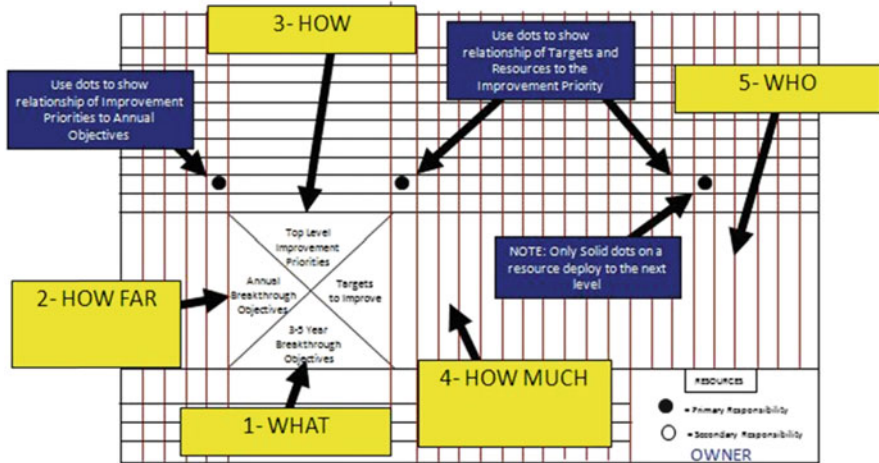 3- HOW
Use dots to show
relationship of Targets and
Resources to the
Improvement Priority
5- WHO
Use dots to show
relationship of Improvement
Priorities to Annual
Objectives
Top Level
Improvement
Priorities
NOTE: Only Solid dots on a
resource deploy to the next
level
2- HOW FAR
Annual
Breakthrough
Objectives
Targets
to Improve
3-5 Year
Breakthrough
Objectives
4- HOW MUCH
1- WHAT
RESOURCES
= Primary Responsibility
= Secondary Responsibility
OWNER